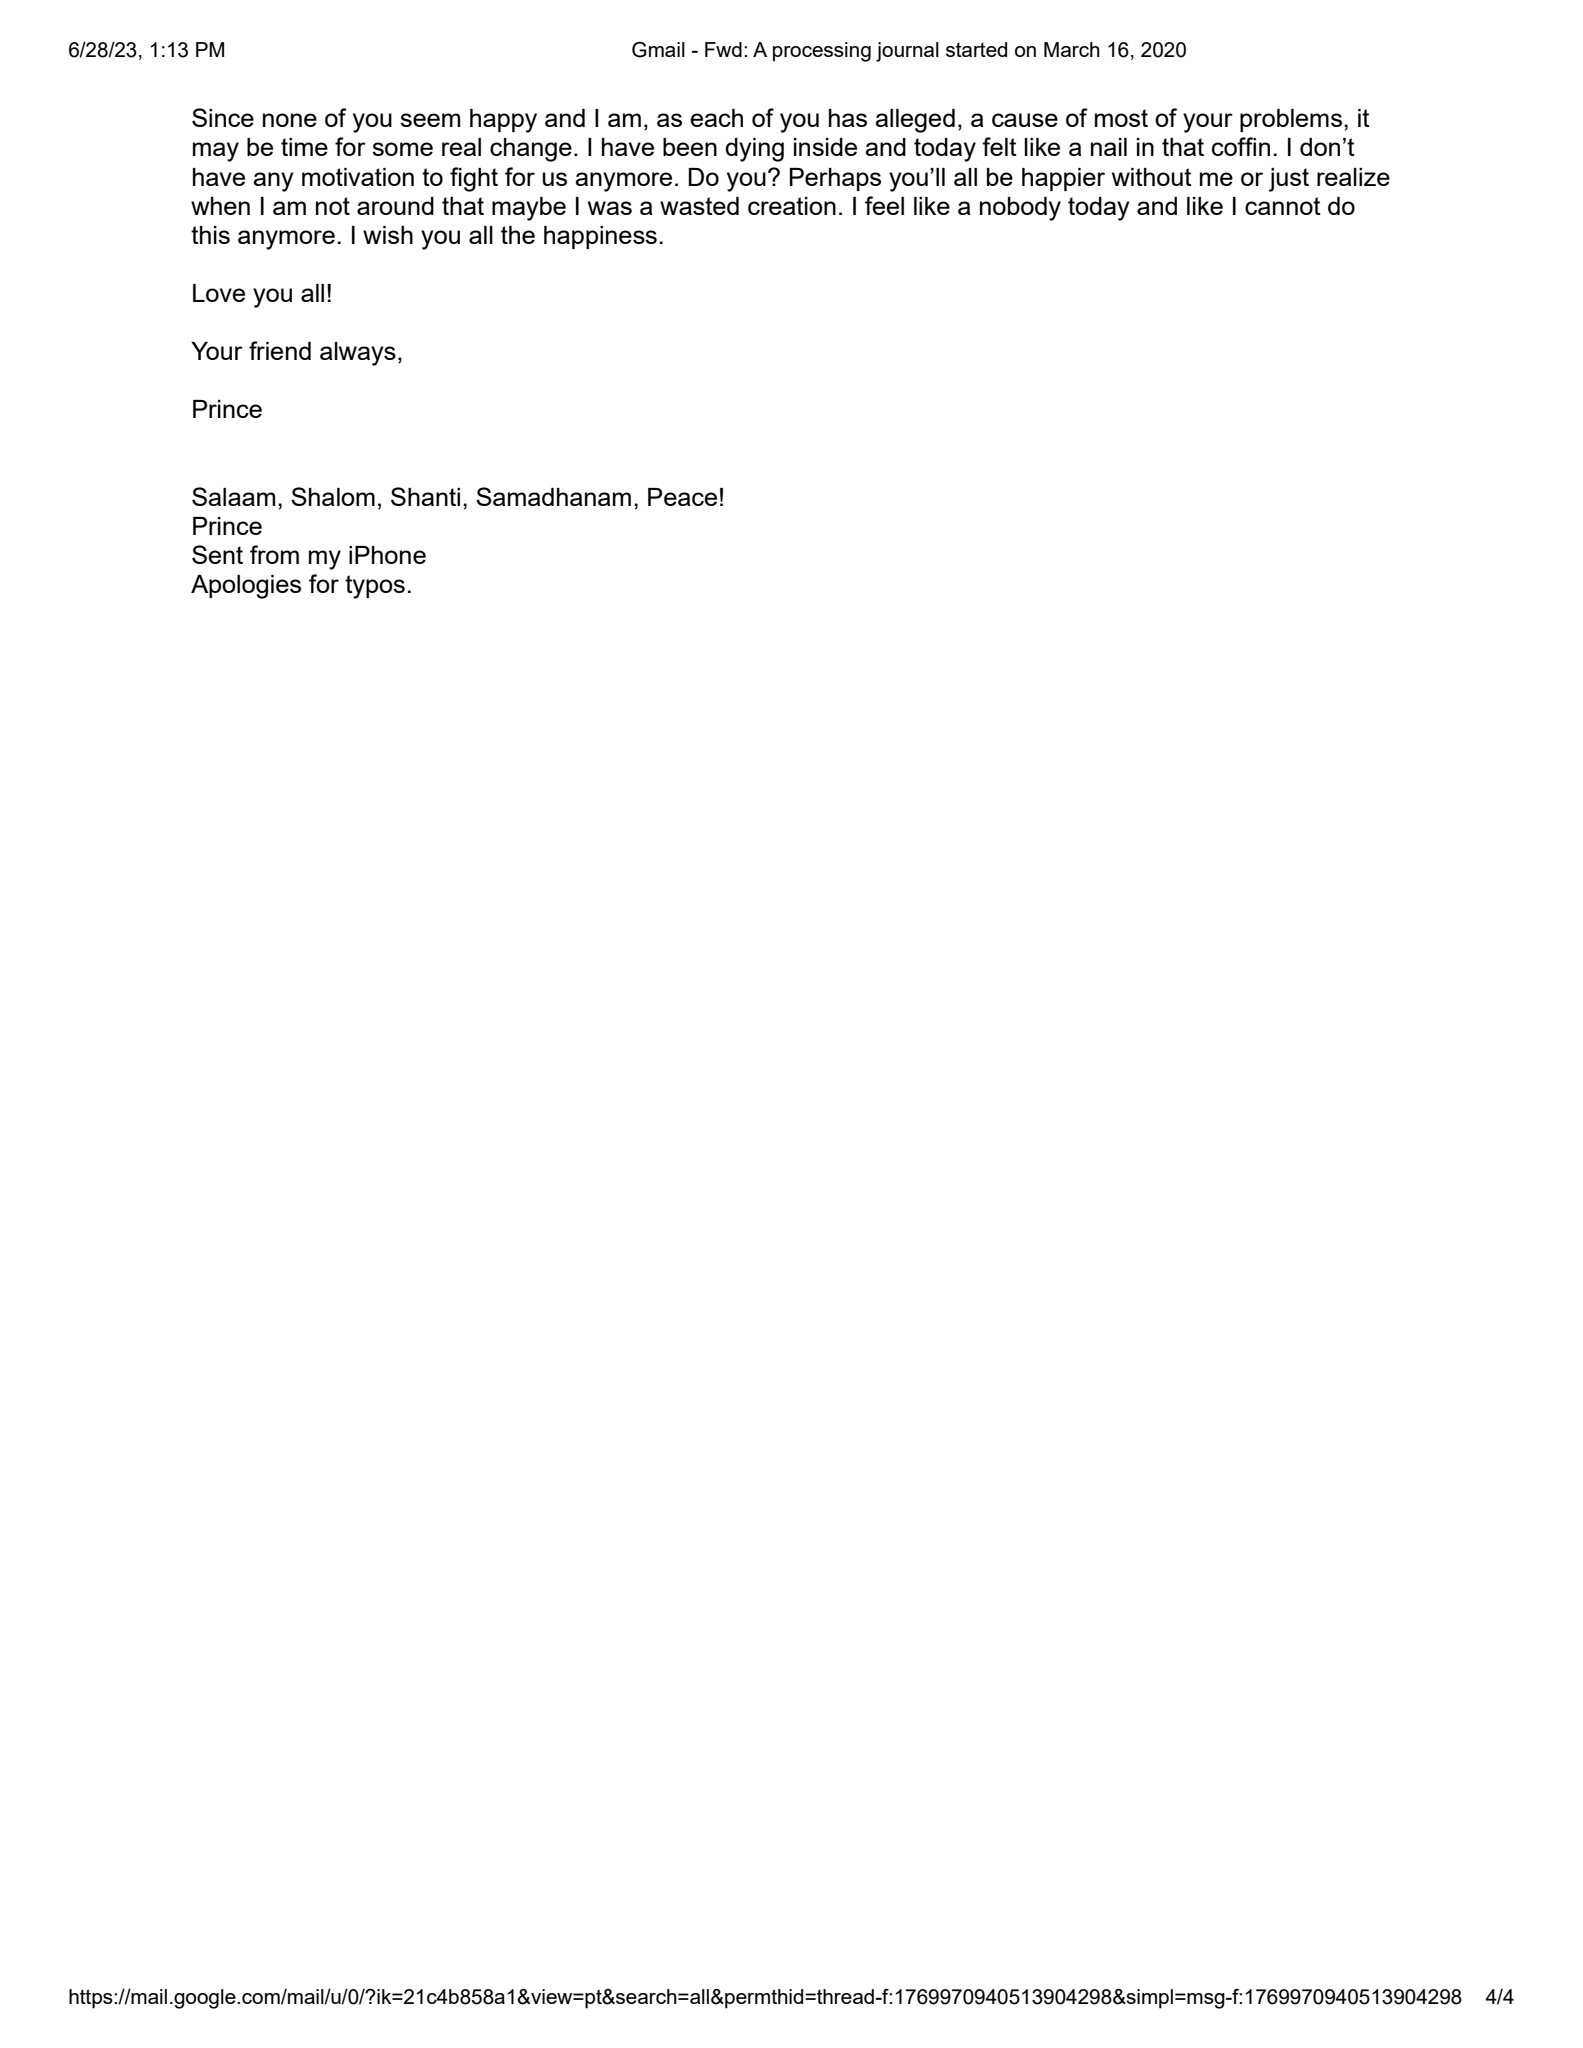 6/28/23, 1:13 PM
Gmail - Fwd: A processing journal started on March 16, 2020
Since none of you seem happy and I am, as each of you has alleged, a cause of most of your problems, it
may be time for some real change. I have been dying inside and today felt like a nail in that coffin. I don’t
have any motivation to fight for us anymore. Do you? Perhaps you’ll all be happier without me or just realize
when I am not around that maybe I was a wasted creation. I feel like a nobody today and like I cannot do
this anymore. I wish you all the happiness.
Love you all!
Your friend always,
Prince
Salaam, Shalom, Shanti, Samadhanam, Peace!
Prince
Sent from my iPhone
Apologies for typos.
https://mail.google.com/mail/u/0/?ik=21c4b858a1&view=pt&search=all&permthid=thread-f:1769970940513904298&simpl=msg-f:1769970940513904298 4/4